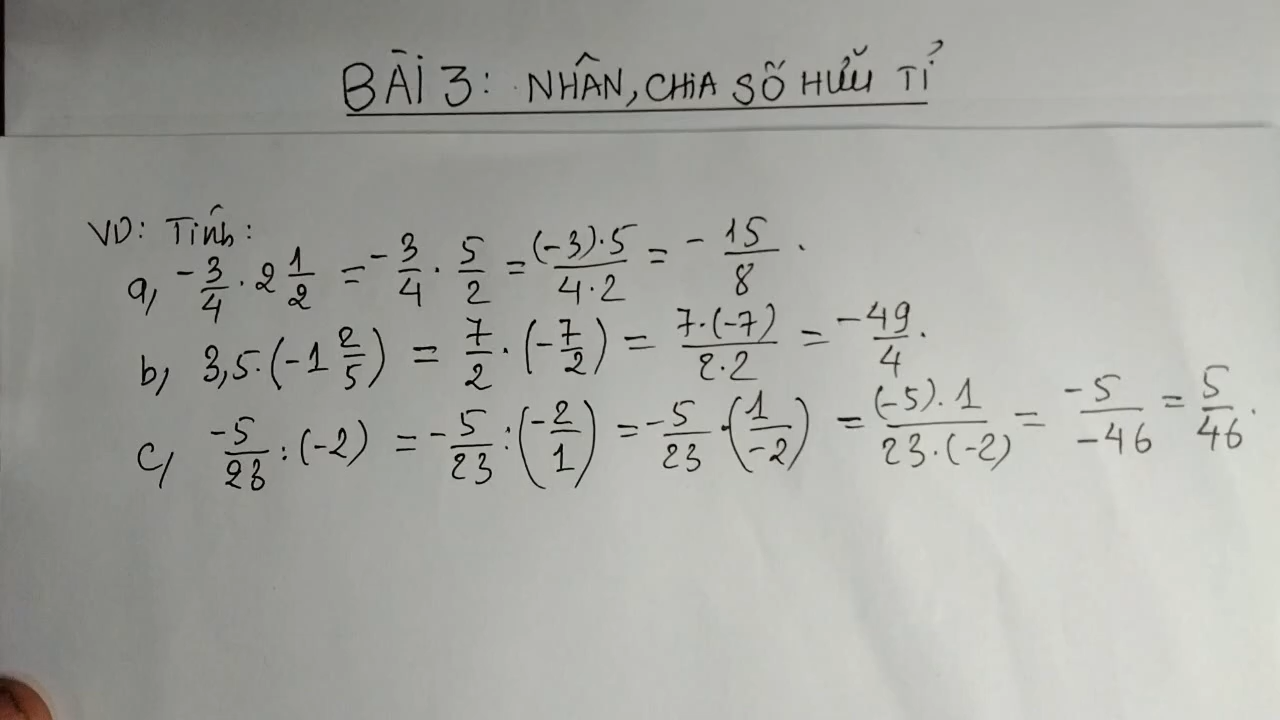 BÀI 3: NHÂN, CHIA SỐ HỮU TỈ
VD: Tính:
a, -3/4 · 2 1/2 = -3/4 · 5/2 = (-3)·5/4·2 = -15/8.
b, 3,5·(-1 2/5) = 7/2 · (-7/2) = 7·(-7)/2·2 = -49/4.
c, -5/23 : (-2) = -5/23 : (-2/1) = -5/23 · (1/-2) = (-5)·1/23·(-2) = -5/-46 = 5/46.